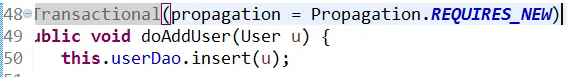 48 Transactional(propagation = Propagation.REQUIRES_NEW)
49 ublic void doAddUser(User u) {
50 this.userDao.insert(u);